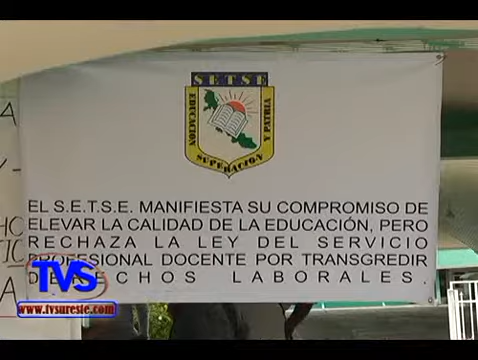 SETSE
EDUCACION
Y PATRIA
SUPERACION
EL S.E.T.S.E. MANIFIESTA SU COMPROMISO DE
ELEVAR LA CALIDAD DE LA EDUCACIÓN, PERO
RECHAZA LA LEY DEL SERVICIO
PROFESIONAL DOCENTE POR TRANSGREDIR
DERECHOS LABORALES.
TVS
www.tvsureste.com